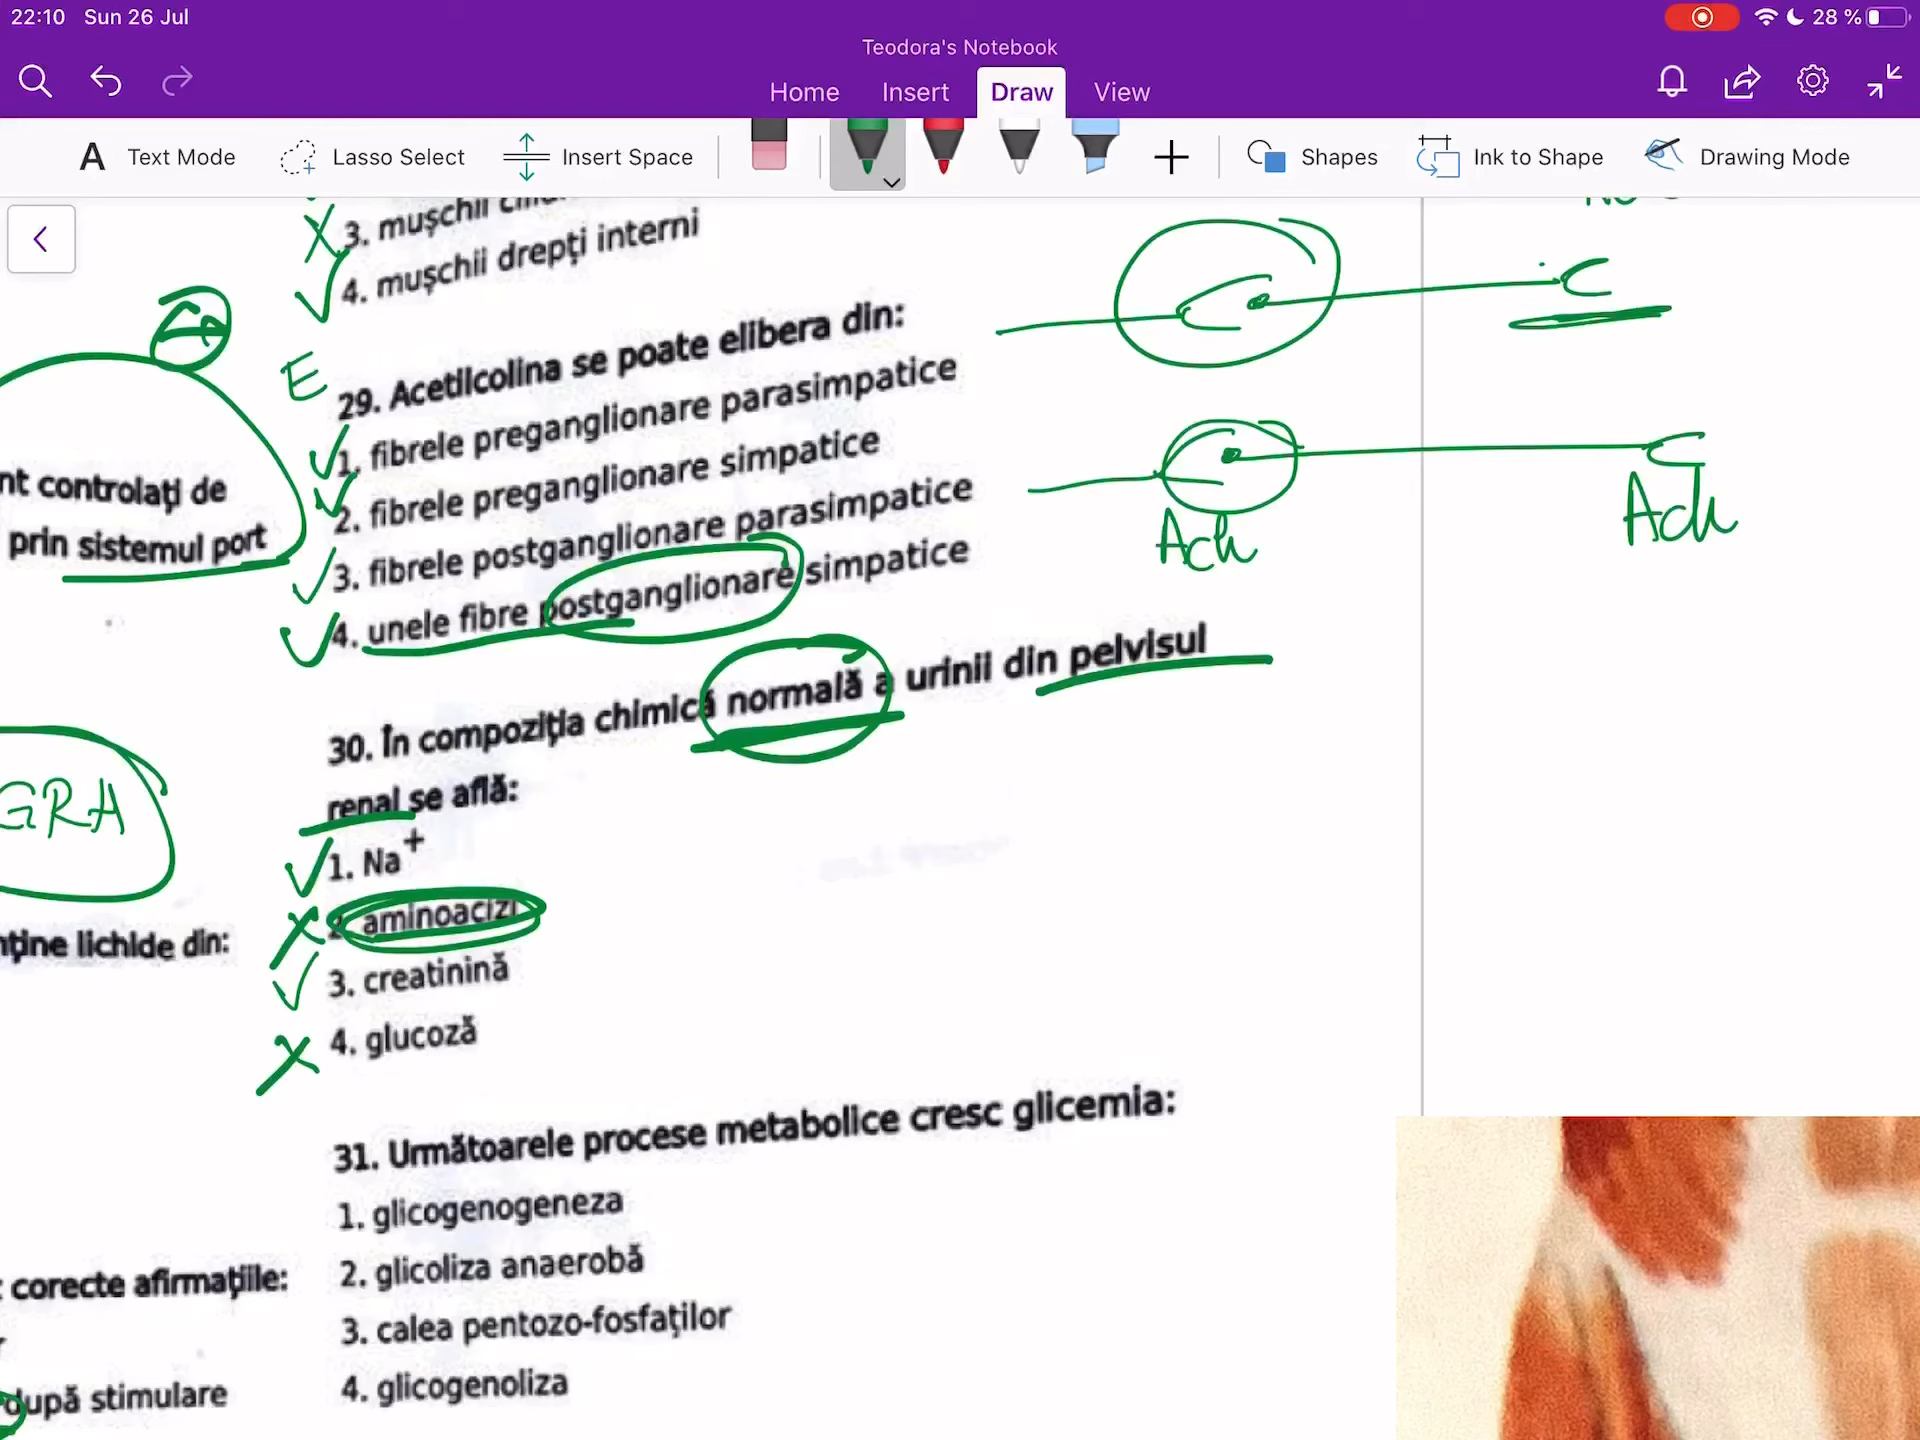 22:10 Sun 26 Jul
28 %
Teodora's Notebook
Home Insert Draw View
A Text Mode Lasso Select Insert Space Shapes Ink to Shape Drawing Mode
3. mușchii
4. mușchii drepți interni
E
29. Acetilcolina se poate elibera din:
1. fibrele preganglionare parasimpatice
2. fibrele preganglionare simpatice
3. fibrele postganglionare parasimpatice
4. unele fibre postganglionare simpatice
Ach
Ach
nt controlați de
prin sistemul port
30. În compoziția chimică normală a urinii din pelvisul
renal se află:
1. Na+
2. aminoacizi
3. creatinină
4. glucoză
GRA
ține lichide din:
31. Următoarele procese metabolice cresc glicemia:
1. glicogenogeneza
2. glicoliza anaerobă
3. calea pentozo-fosfaților
4. glicogenoliza
corecte afirmațiile:
după stimulare